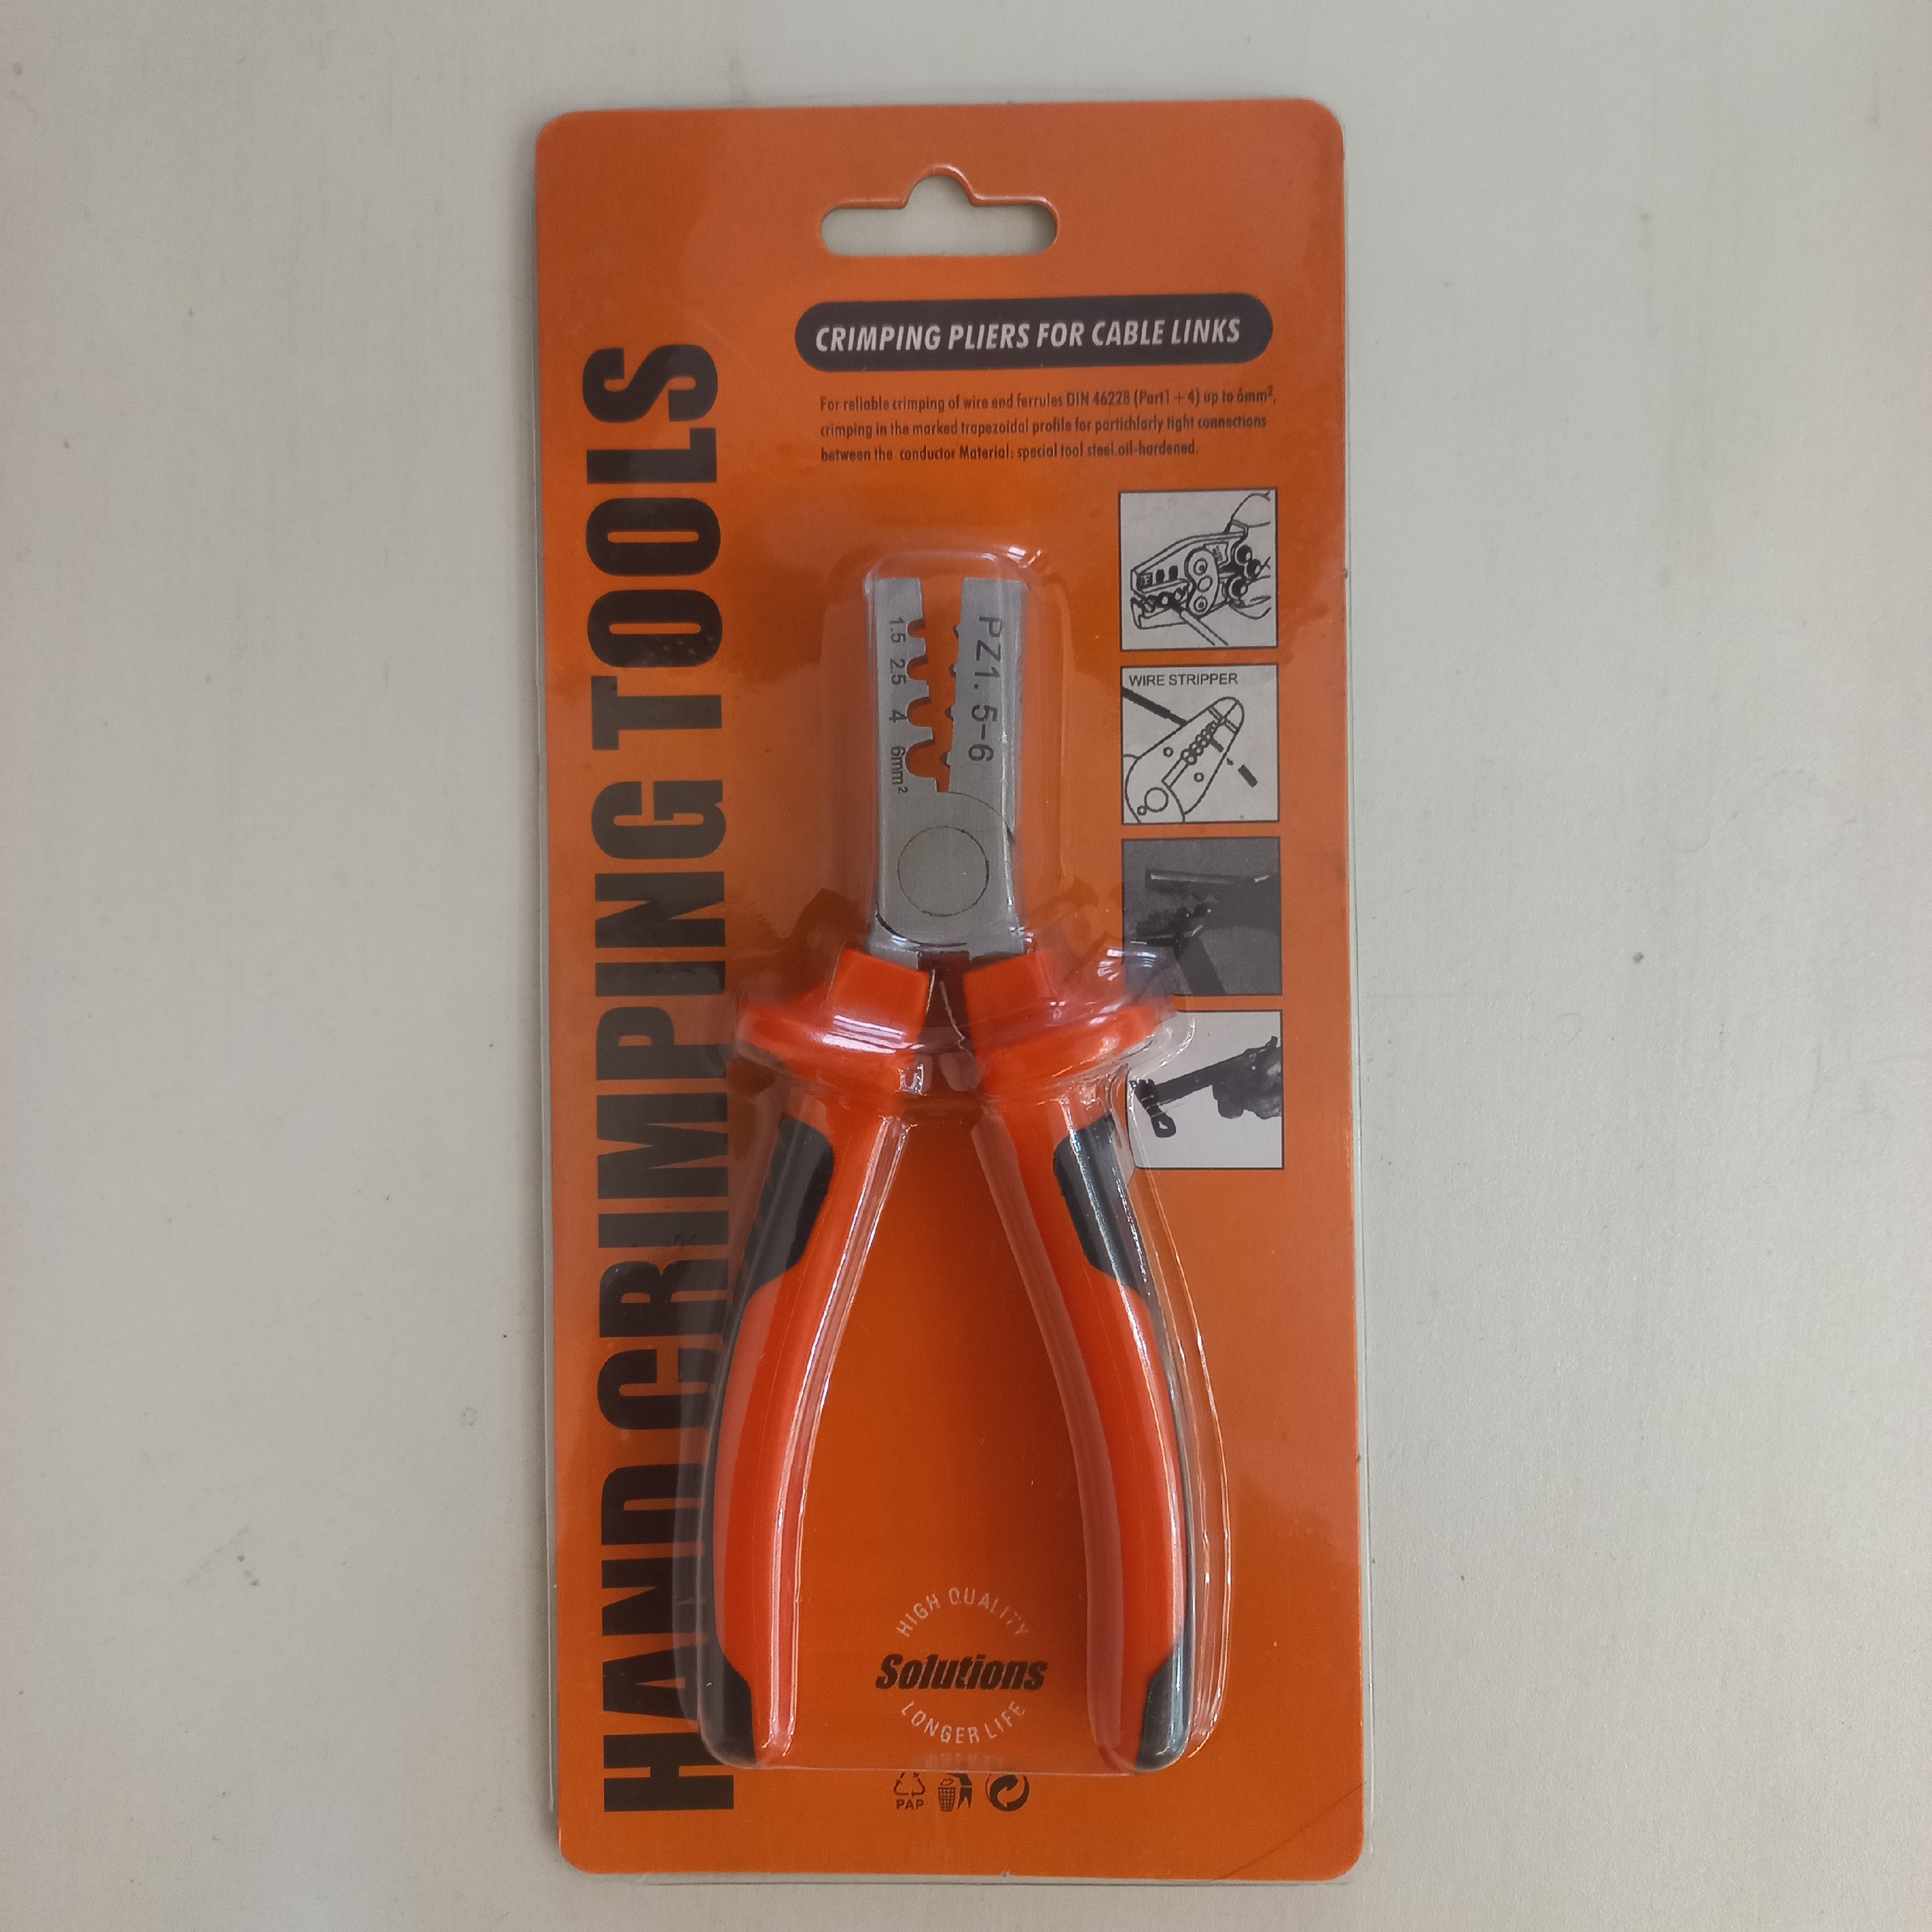 HAND CRIMPING TOOLS
CRIMPING PLIERS FOR CABLE LINKS
For reliable crimping of wire end ferrules DIN 46228 (Part1+4) up to 6mm²,
crimping in the marked trapezoidal profile for partichlarly tight connections
between the conductor Material: special tool steel.oil-hardened.
PZ1.5-6
1.5 2.5 4 6mm²
WIRE STRIPPER
HIGH QUALITY
Solutions
LONGER LIFE
PAP